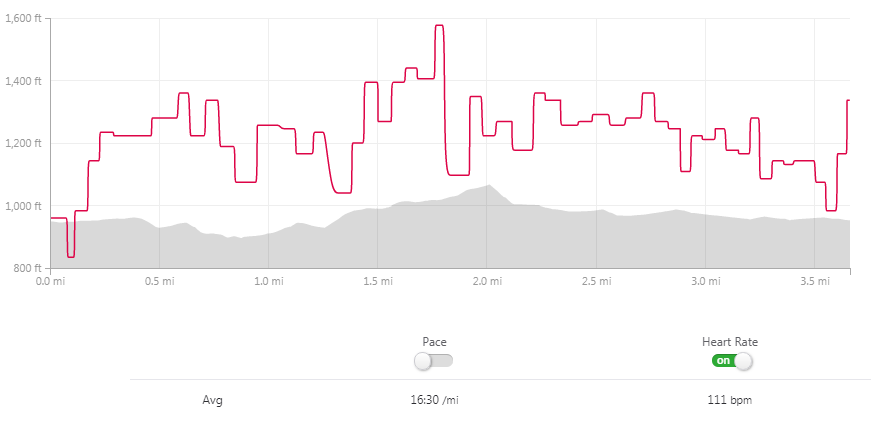 1,600 ft
1,400 ft
1,200 ft
1,000 ft
800 ft
0.0 mi 0.5 mi 1.0 mi 1.5 mi 2.0 mi 2.5 mi 3.0 mi 3.5 mi
Pace Heart Rate
on
Avg 16:30 /mi 111 bpm